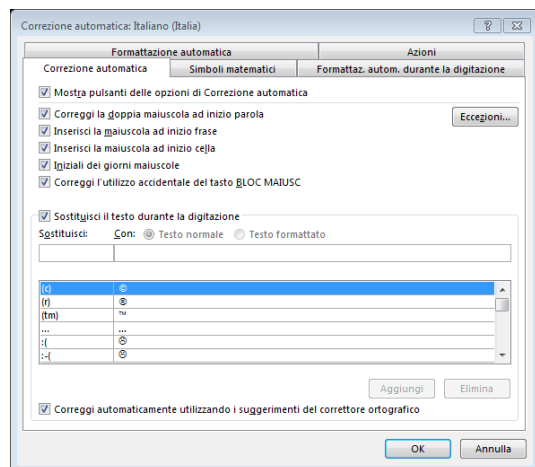 Correzione automatica: Italiano (Italia)
Formattazione automatica Azioni
Correzione automatica Simboli matematici Formattaz. autom. durante la digitazione
Mostra pulsanti delle opzioni di Correzione automatica
Correggi la doppia maiuscola ad inizio parola Eccezioni...
Inserisci la maiuscola ad inizio frase
Inserisci la maiuscola ad inizio cella
Iniziali dei giorni maiuscole
Correggi l'utilizzo accidentale del tasto BLOC MAIUSC
Sostituisci il testo durante la digitazione
Sostituisci: Con: Testo normale Testo formattato
(c) ©
(r) ®
(tm) ™
... ...
:( ☹
:-( ☹
Aggiungi Elimina
Correggi automaticamente utilizzando i suggerimenti del correttore ortografico
OK Annulla